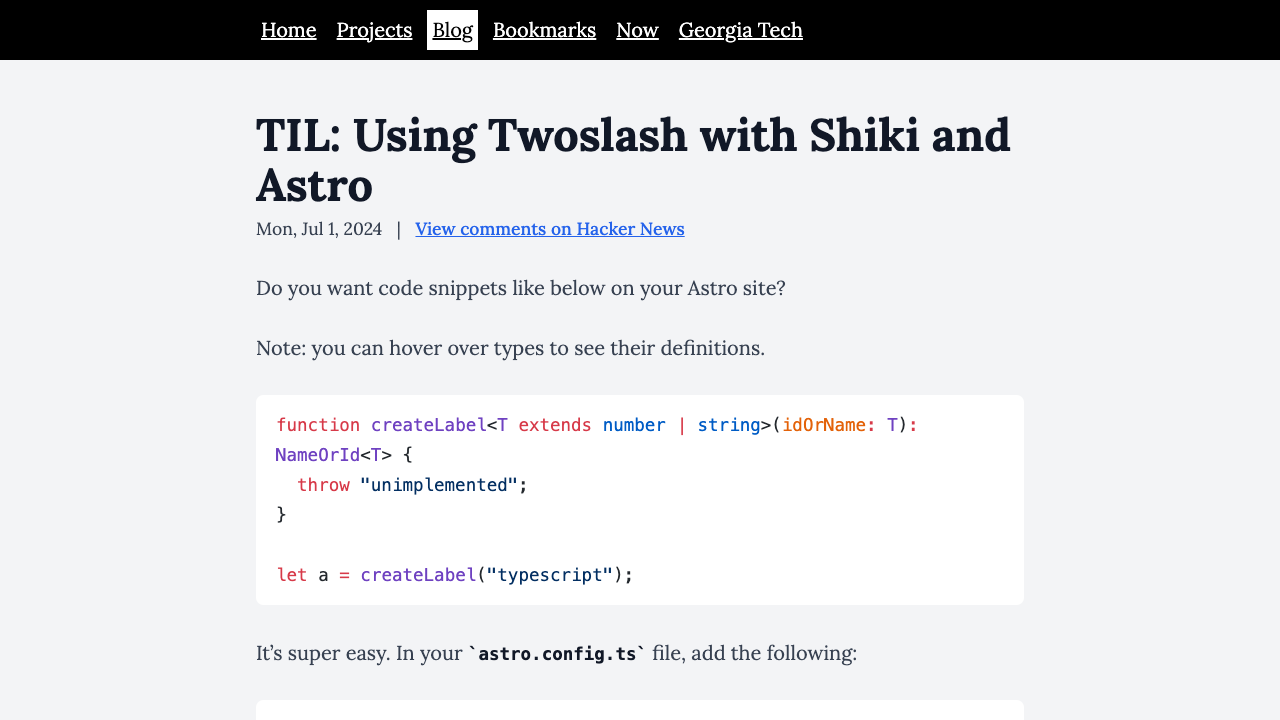 Home Projects Blog Bookmarks Now Georgia Tech
TIL: Using Twoslash with Shiki and
Astro
Mon, Jul 1, 2024 | View comments on Hacker News
Do you want code snippets like below on your Astro site?
Note: you can hover over types to see their definitions.
function createLabel<T extends number | string>(idOrName: T):
NameOrId<T> {
  throw "unimplemented";
}
let a = createLabel("typescript");
It’s super easy. In your `astro.config.ts` file, add the following: